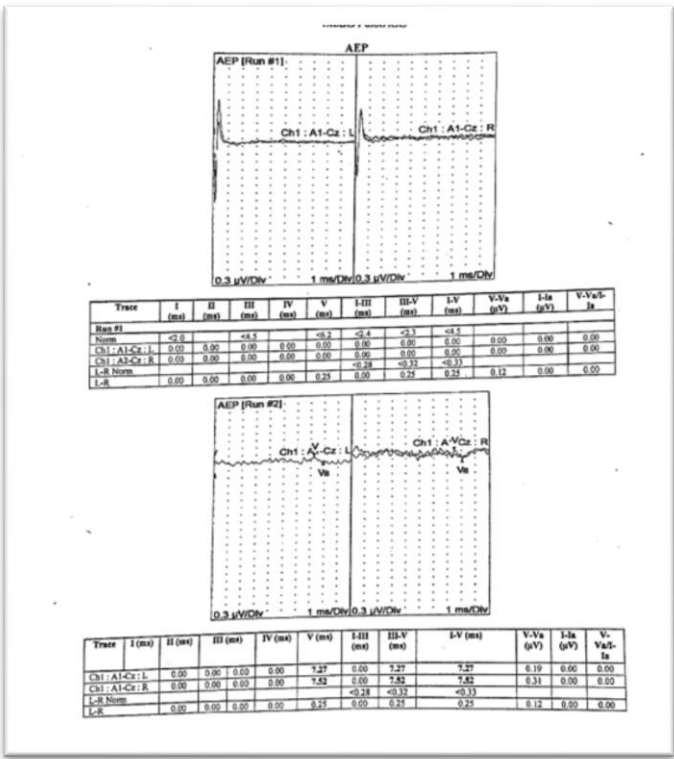 AEP
AEP [Run #1]
Ch1 : A1-Cz : L
Ch1 : A1-Cz : R
0.3 µV/Div
1 ms/Div
0.3 µV/Div
1 ms/Div
Trace I (ms) II (ms) III (ms) IV (ms) V (ms) I-III (ms) III-V (ms) I-V (ms) V-Va (µV) I-Ia (µV) V-Va/I-Ia
Run #1
Norm <2.0 <4.5 <6.2 <2.4 <2.3 <4.5
Ch1 : A1-Cz : L 0.00 0.00 0.00 0.00 0.00 0.00 0.00 0.00 0.00 0.00 0.00
Ch1 : A2-Cz : R 0.00 0.00 0.00 0.00 0.00 0.00 0.00 0.00 0.00 0.00 0.00
L-R Norm <0.28 <0.32 <0.33
L-R 0.00 0.00 0.00 0.00 0.25 0.00 0.25 0.25 0.12 0.00 0.00
AEP [Run #2]
Ch1 : A -Cz : L
V
Va
Ch1 : A -Cz : R
V
Va
0.3 µV/Div
1 ms/Div
0.3 µV/Div
1 ms/Div
Trace I (ms) II (ms) III (ms) IV (ms) V (ms) I-III (ms) III-V (ms) I-V (ms) V-Va (µV) I-Ia (µV) V-Va/I-Ia
Ch1 : A1-Cz : L 0.00 0.00 0.00 0.00 7.27 0.00 7.27 7.27 0.19 0.00 0.00
Ch1 : A1-Cz : R 0.00 0.00 0.00 0.00 7.52 0.00 7.52 7.52 0.31 0.00 0.00
L-R Norm <0.28 <0.32 <0.33
L-R 0.00 0.00 0.00 0.00 0.25 0.00 0.25 0.25 0.12 0.00 0.00